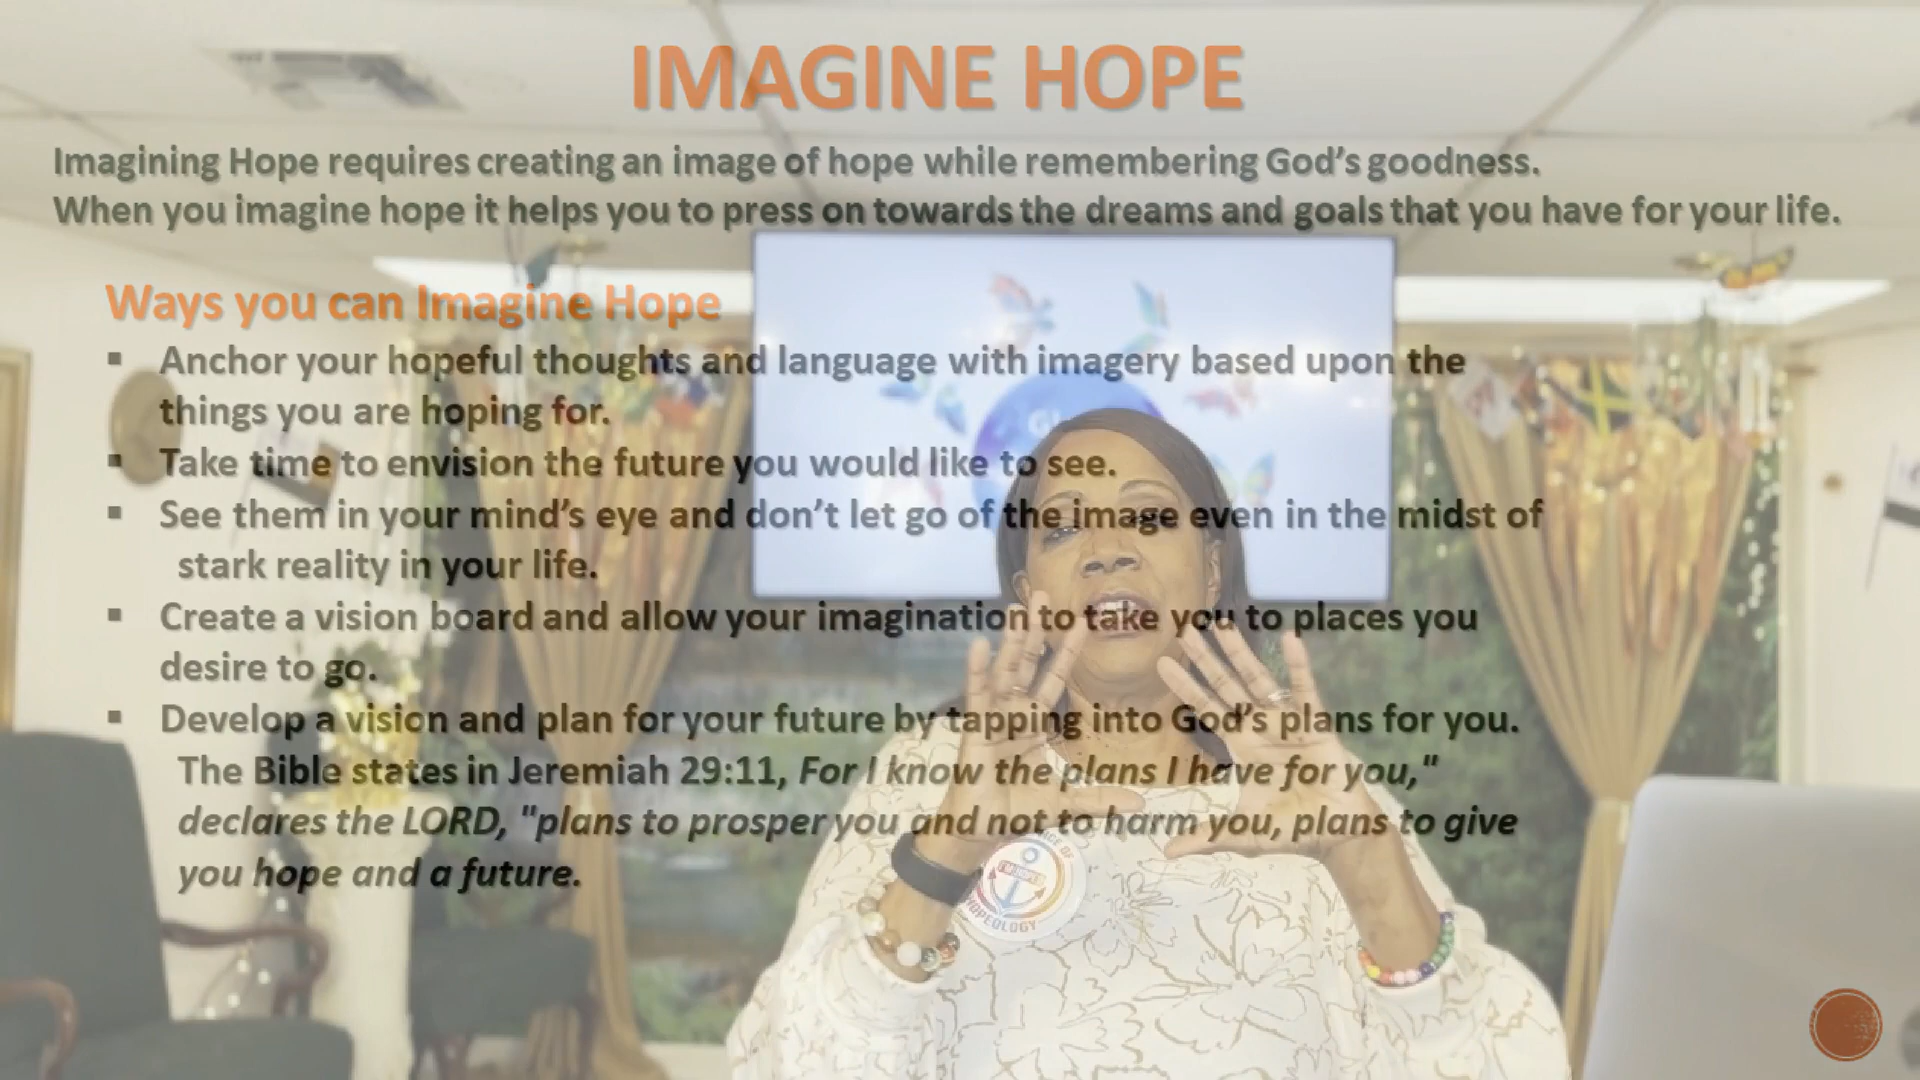 IMAGINE HOPE
Imagining Hope requires creating an image of hope while remembering God's goodness.
When you imagine hope it helps you to press on towards the dreams and goals that you have for your life.
Ways you can Imagine Hope
▪ Anchor your hopeful thoughts and language with imagery based upon the
things you are hoping for.
▪ Take time to envision the future you would like to see.
▪ See them in your mind's eye and don't let go of the image even in the midst of
stark reality in your life.
▪ Create a vision board and allow your imagination to take you to places you
desire to go.
▪ Develop a vision and plan for your future by tapping into God's plans for you.
The Bible states in Jeremiah 29:11, For I know the plans I have for you,"
declares the LORD, "plans to prosper you and not to harm you, plans to give
you hope and a future.
HOPEOLOGY